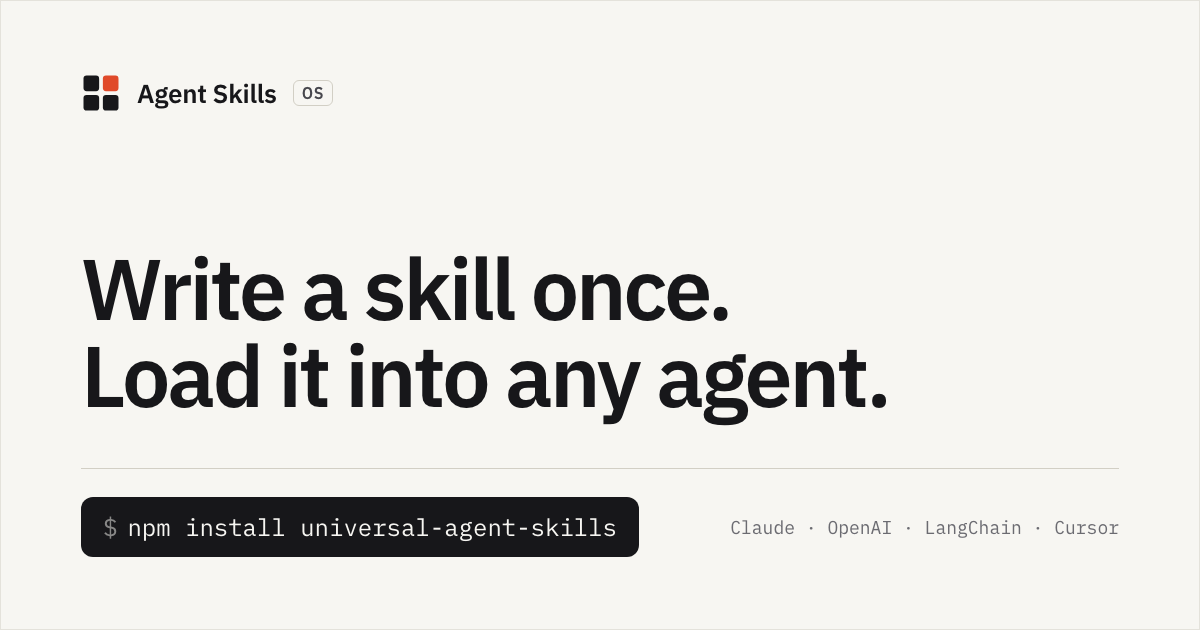 Agent Skills OS
Write a skill once.
Load it into any agent.
$ npm install universal-agent-skills
Claude · OpenAI · LangChain · Cursor